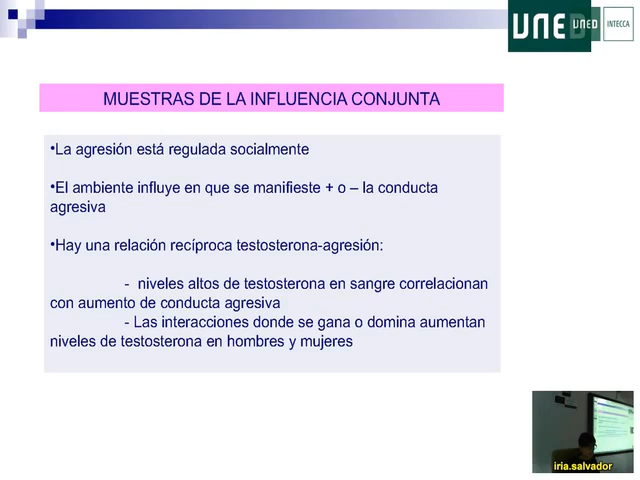 UNED
UNED
INTECCA
MUESTRAS DE LA INFLUENCIA CONJUNTA
•La agresión está regulada socialmente
•El ambiente influye en que se manifieste + o – la conducta
agresiva
•Hay una relación recíproca testosterona-agresión:
- niveles altos de testosterona en sangre correlacionan
con aumento de conducta agresiva
- Las interacciones donde se gana o domina aumentan
niveles de testosterona en hombres y mujeres
iria.salvador